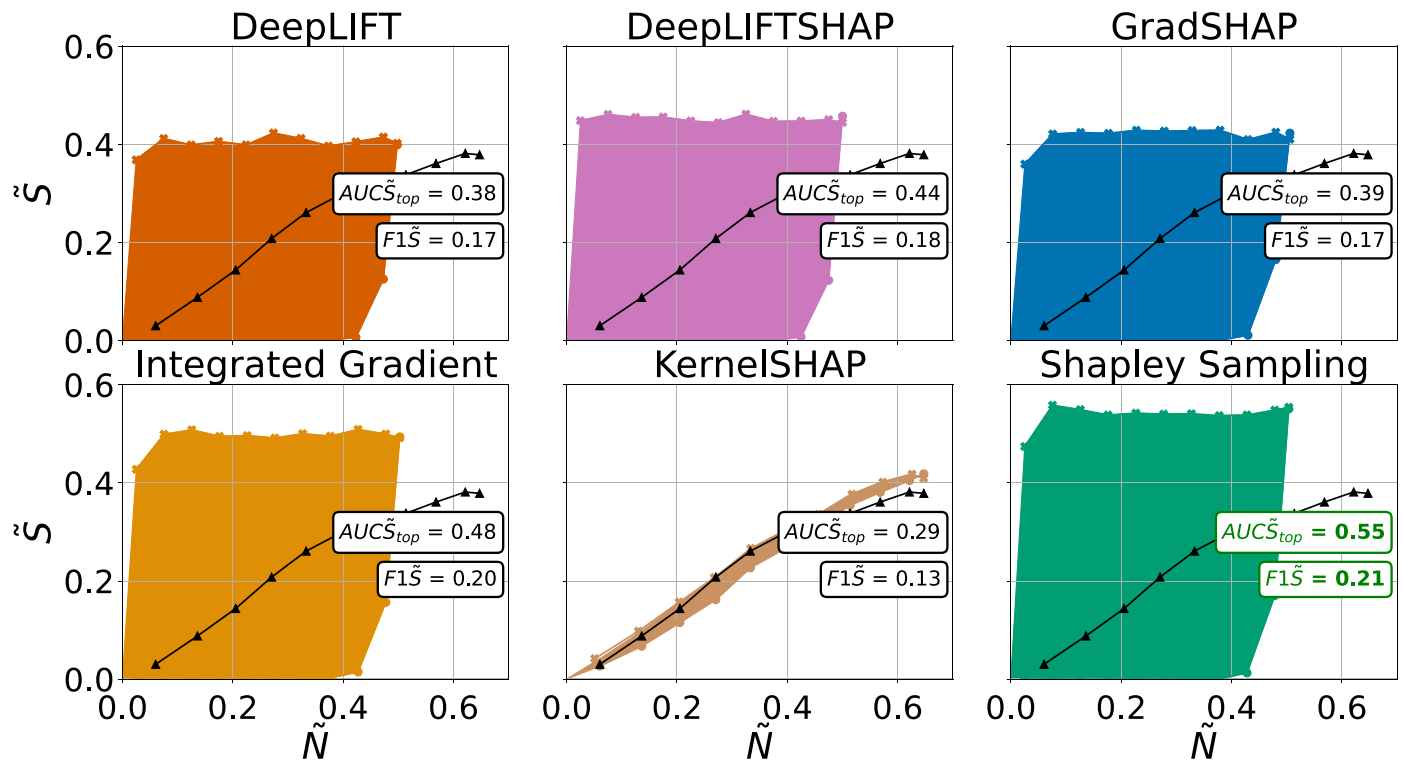 DeepLIFT
DeepLIFTSHAP
GradSHAP
0.6
0.4
0.2
0.0
S̃
AUCS̃top = 0.38
F1S̃ = 0.17
AUCS̃top = 0.44
F1S̃ = 0.18
AUCS̃top = 0.39
F1S̃ = 0.17
Integrated Gradient
KernelSHAP
Shapley Sampling
0.6
0.4
0.2
0.0
S̃
AUCS̃top = 0.48
F1S̃ = 0.20
AUCS̃top = 0.29
F1S̃ = 0.13
AUCS̃top = 0.55
F1S̃ = 0.21
0.0 0.2 0.4 0.6
0.0 0.2 0.4 0.6
0.0 0.2 0.4 0.6
Ñ
Ñ
Ñ